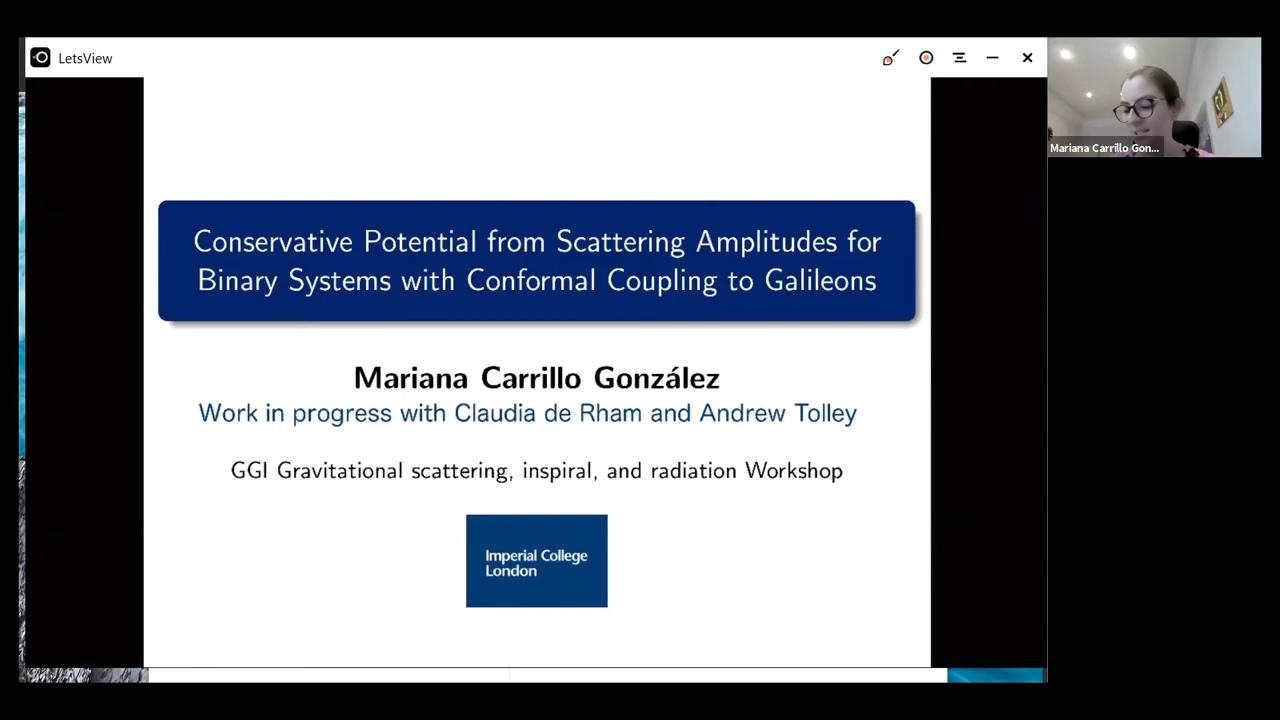 LetsView
Conservative Potential from Scattering Amplitudes for
Binary Systems with Conformal Coupling to Galileons
Mariana Carrillo González
Work in progress with Claudia de Rham and Andrew Tolley
GGI Gravitational scattering, inspiral, and radiation Workshop
Imperial College
London
Mariana Carrillo Gon...